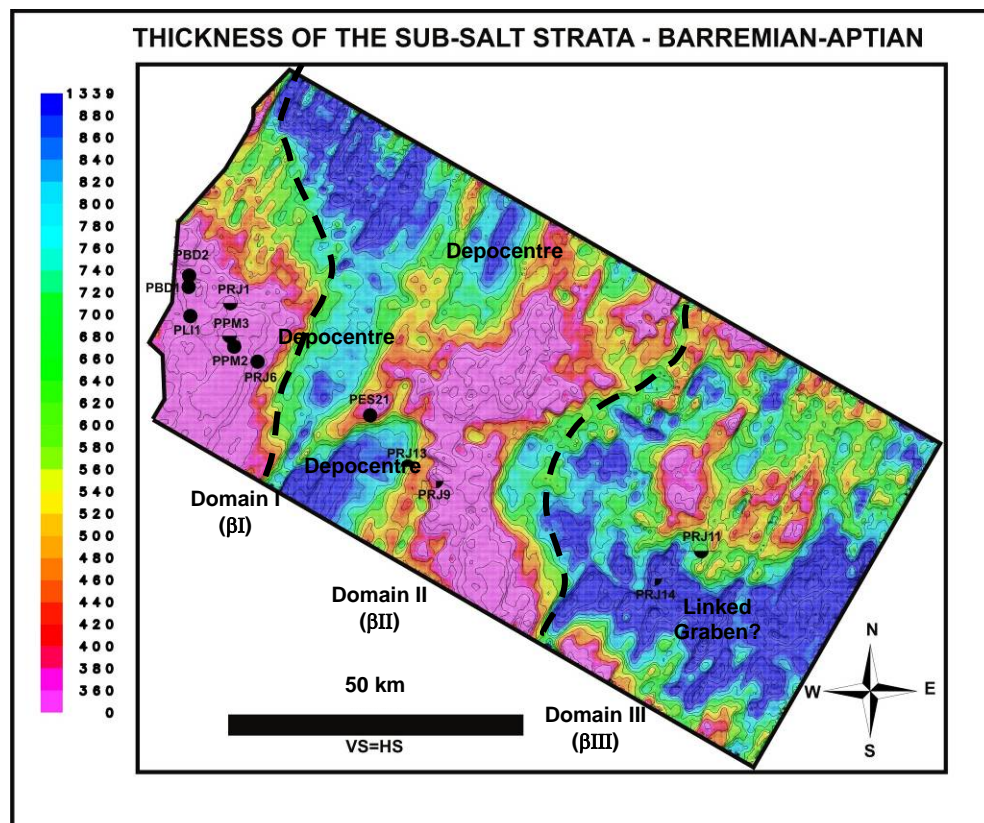 THICKNESS OF THE SUB-SALT STRATA - BARREMIAN-APTIAN
1339
880
860
840
820
800
780
760
740
720
700
680
660
640
620
600
580
560
540
520
500
480
460
440
420
400
380
360
0
PBD2
PBD1
PRJ1
PLI1
PPM3
PPM2
PRJ6
PES21
PRJ13
PRJ9
PRJ11
PRJ14
Depocentre
Depocentre
Depocentre
Linked
Graben?
Domain I
(βI)
Domain II
(βII)
Domain III
(βIII)
50 km
VS=HS
N
W
E
S